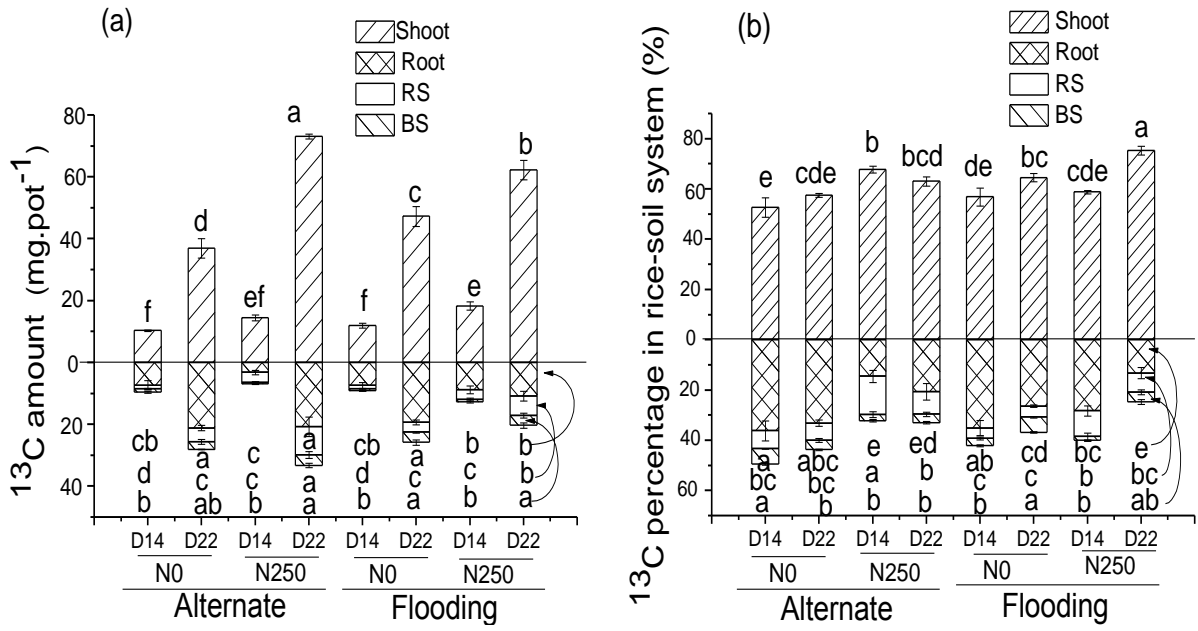 (a)
Shoot
Root
RS
BS
13C amount (mg.pot-1)
80
60
40
20
0
20
40
f
d
ef
a
f
c
e
b
cb a c a cb a b b
d c c a d c c b
b ab b a b a b a
D14 D22 D14 D22 D14 D22 D14 D22
N0 N250 N0 N250
Alternate Flooding
(b)
Shoot
Root
RS
BS
13C percentage in rice-soil system (%)
80
60
40
20
0
20
40
60
e
cde
b
bcd
de
bc
cde
a
a abc e ed ab cd bc e
bc bc a b c c b bc
a b b b b a b ab
D14 D22 D14 D22 D14 D22 D14 D22
N0 N250 N0 N250
Alternate Flooding